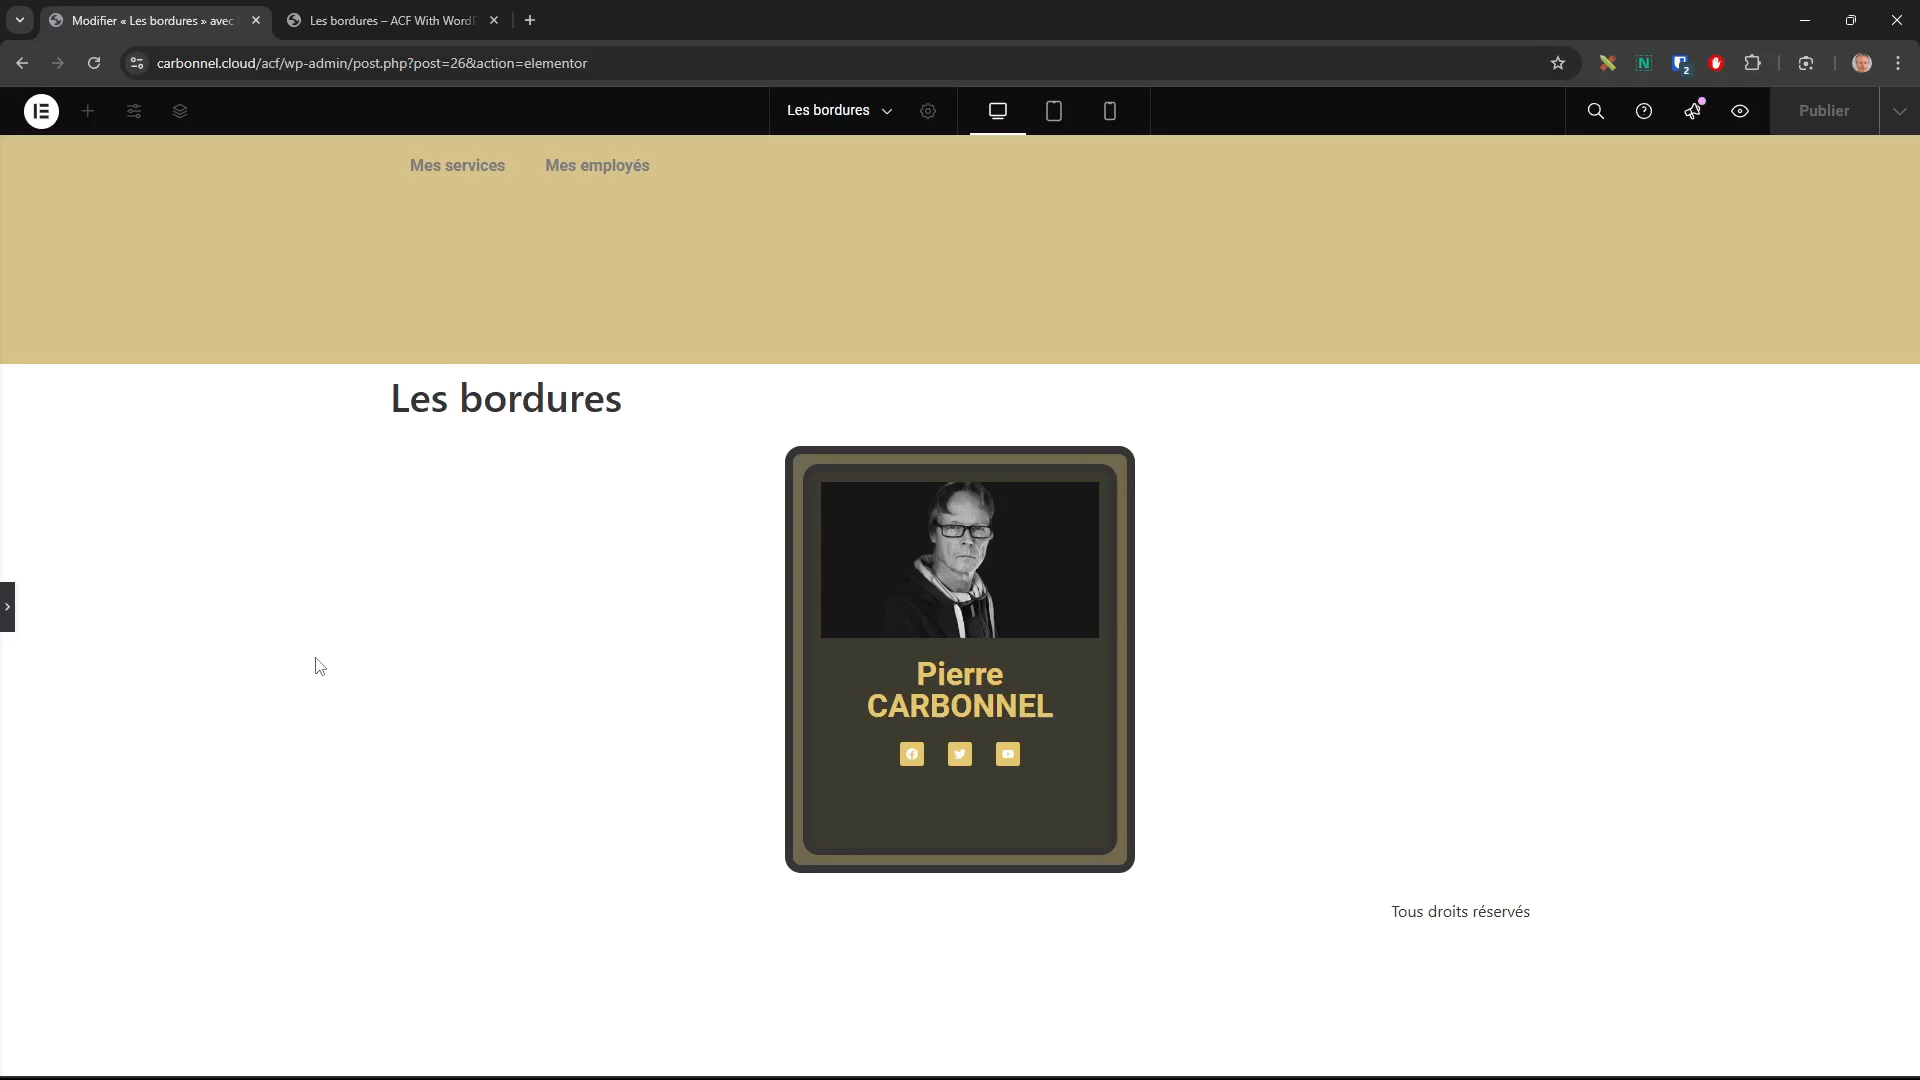 Modifier « Les bordures » avec
Les bordures – ACF With Word
carbonnel.cloud/acf/wp-admin/post.php?post=26&action=elementor
2
Les bordures
Publier
Mes services
Mes employés
Les bordures
Pierre
CARBONNEL
Tous droits réservés